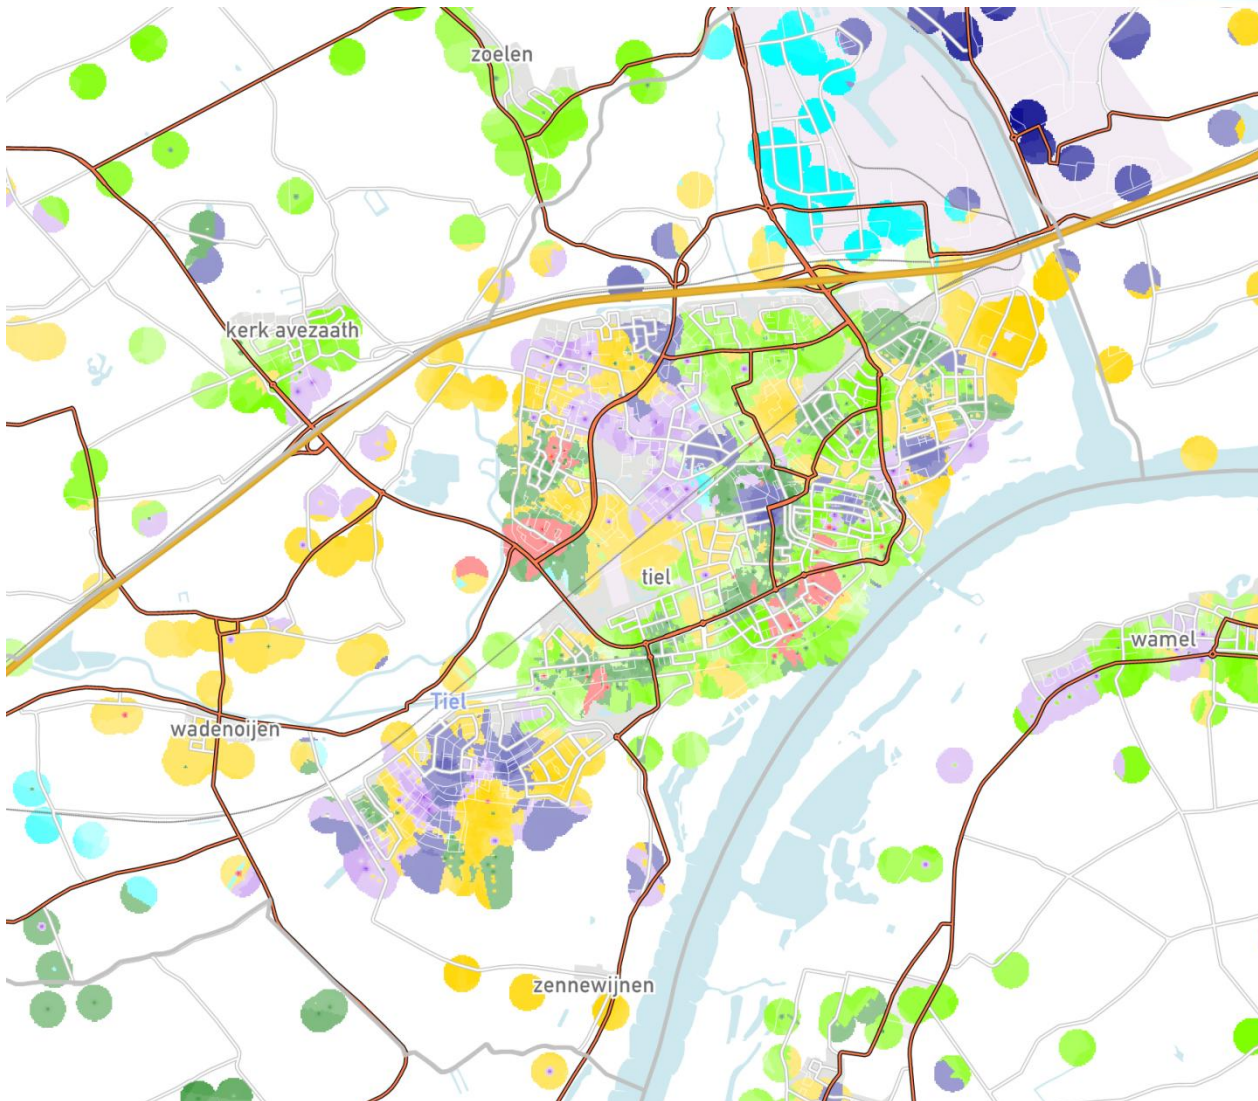 zoelen
kerk avezaath
tiel
wamel
Tiel
wadenoijen
zennewijnen